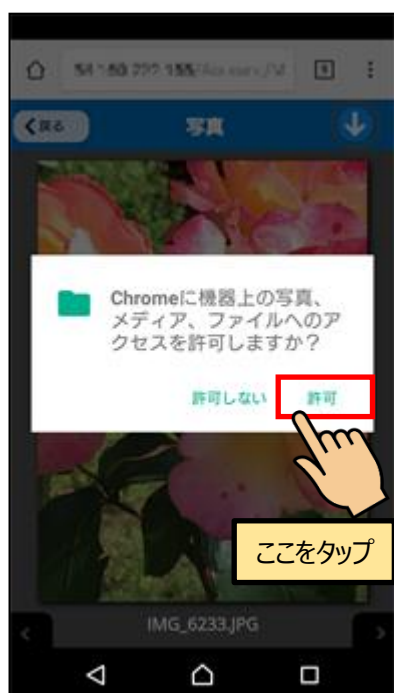 戻る
写真
Chromeに機器上の写真、
メディア、ファイルへのア
クセスを許可しますか？
許可しない 許可
ここをタップ
IMG_6233.JPG